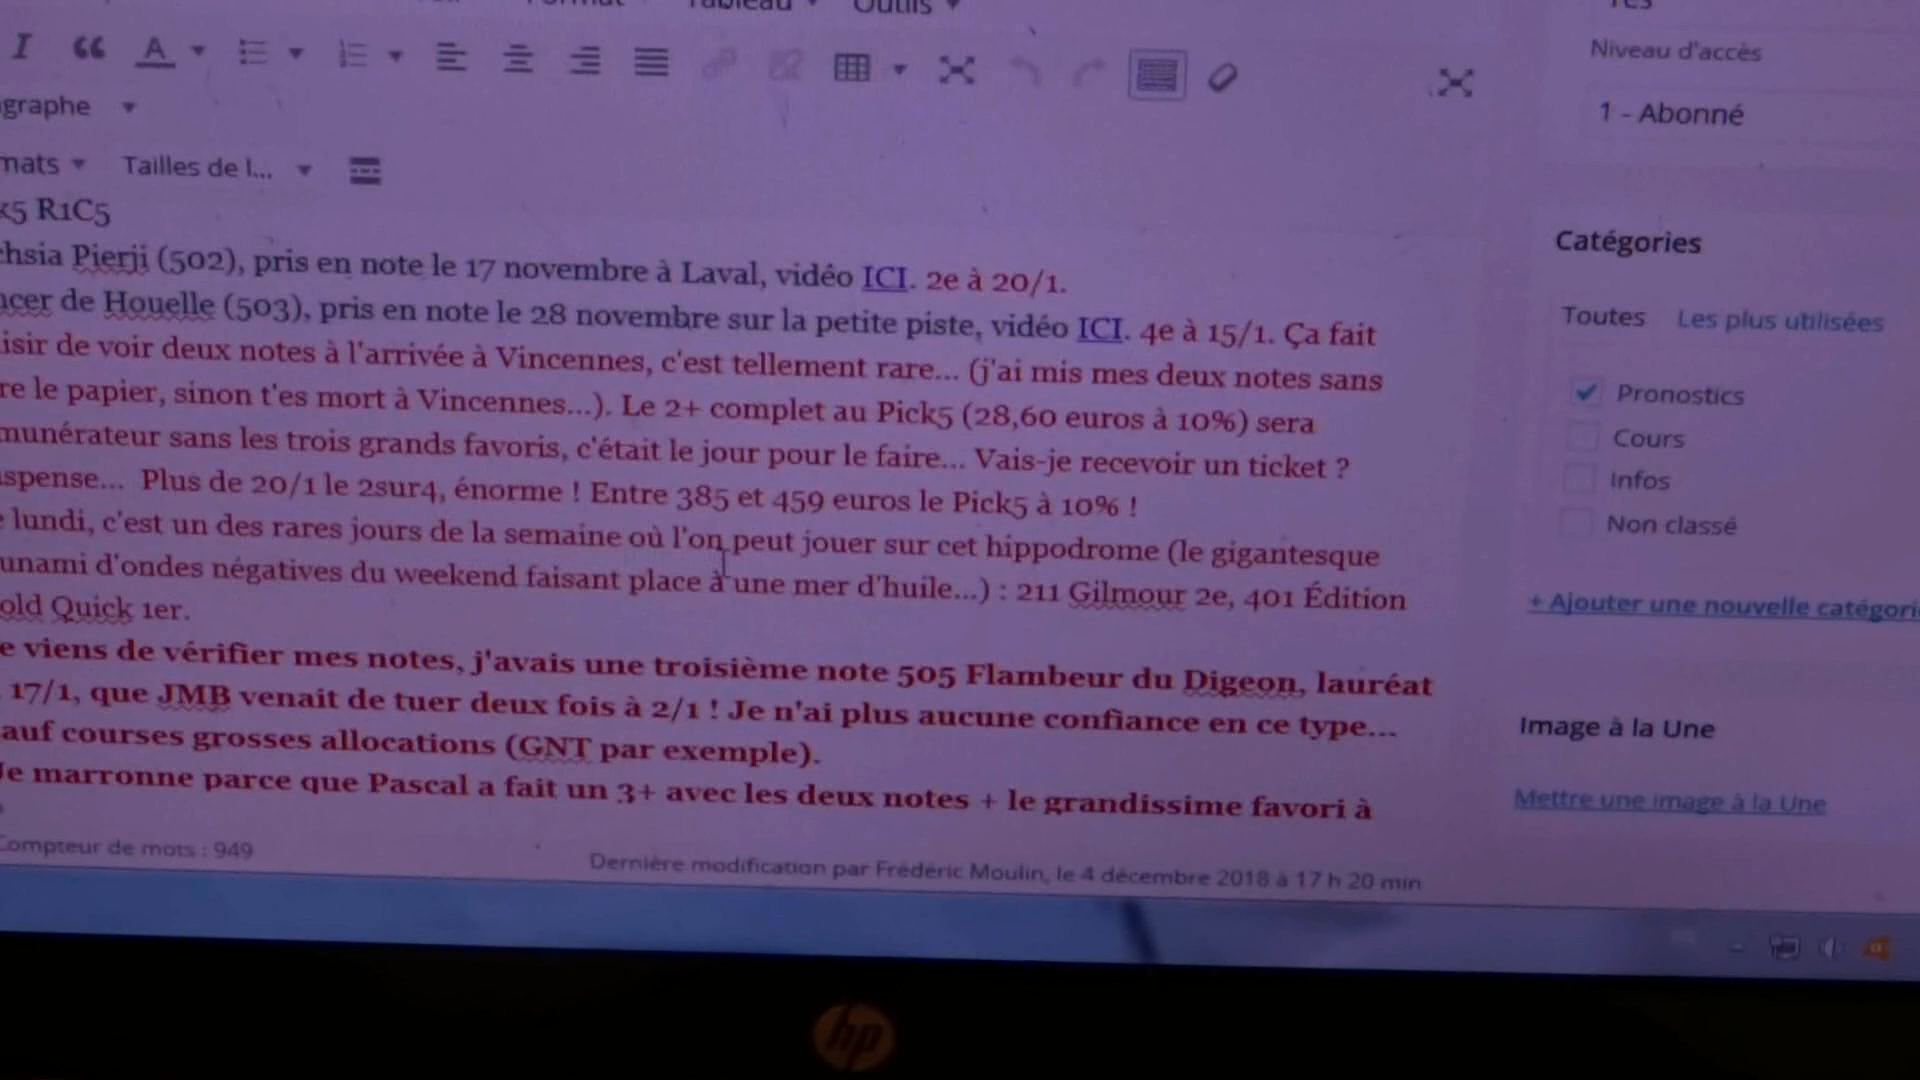 Tableau
Outils
graphe
mats
Tailles de l...
k5 R1C5
hsia Pierji (502), pris en note le 17 novembre à Laval, vidéo ICI. 2e à 20/1.
cer de Houelle (503), pris en note le 28 novembre sur la petite piste, vidéo ICI. 4e à 15/1. Ça fait
isir de voir deux notes à l'arrivée à Vincennes, c'est tellement rare... (j'ai mis mes deux notes sans
re le papier, sinon t'es mort à Vincennes...). Le 2+ complet au Pick5 (28,60 euros à 10%) sera
munérateur sans les trois grands favoris, c'était le jour pour le faire... Vais-je recevoir un ticket ?
spense... Plus de 20/1 le 2sur4, énorme ! Entre 385 et 459 euros le Pick5 à 10% !
lundi, c'est un des rares jours de la semaine où l'on peut jouer sur cet hippodrome (le gigantesque
unami d'ondes négatives du weekend faisant place à une mer d'huile...) : 211 Gilmour 2e, 401 Édition
old Quick 1er.
e viens de vérifier mes notes, j'avais une troisième note 505 Flambeur du Digeon, lauréat
17/1, que JMB venait de tuer deux fois à 2/1 ! Je n'ai plus aucune confiance en ce type...
auf courses grosses allocations (GNT par exemple).
Je marronne parce que Pascal a fait un 3+ avec les deux notes + le grandissime favori à
Compteur de mots : 949
Dernière modification par Frédéric Moulin, le 4 décembre 2018 à 17 h 20 min
Niveau d'accès
1 - Abonné
Catégories
Toutes Les plus utilisées
Pronostics
Cours
Infos
Non classé
+ Ajouter une nouvelle catégori
Image à la Une
Mettre une image à la Une
hp